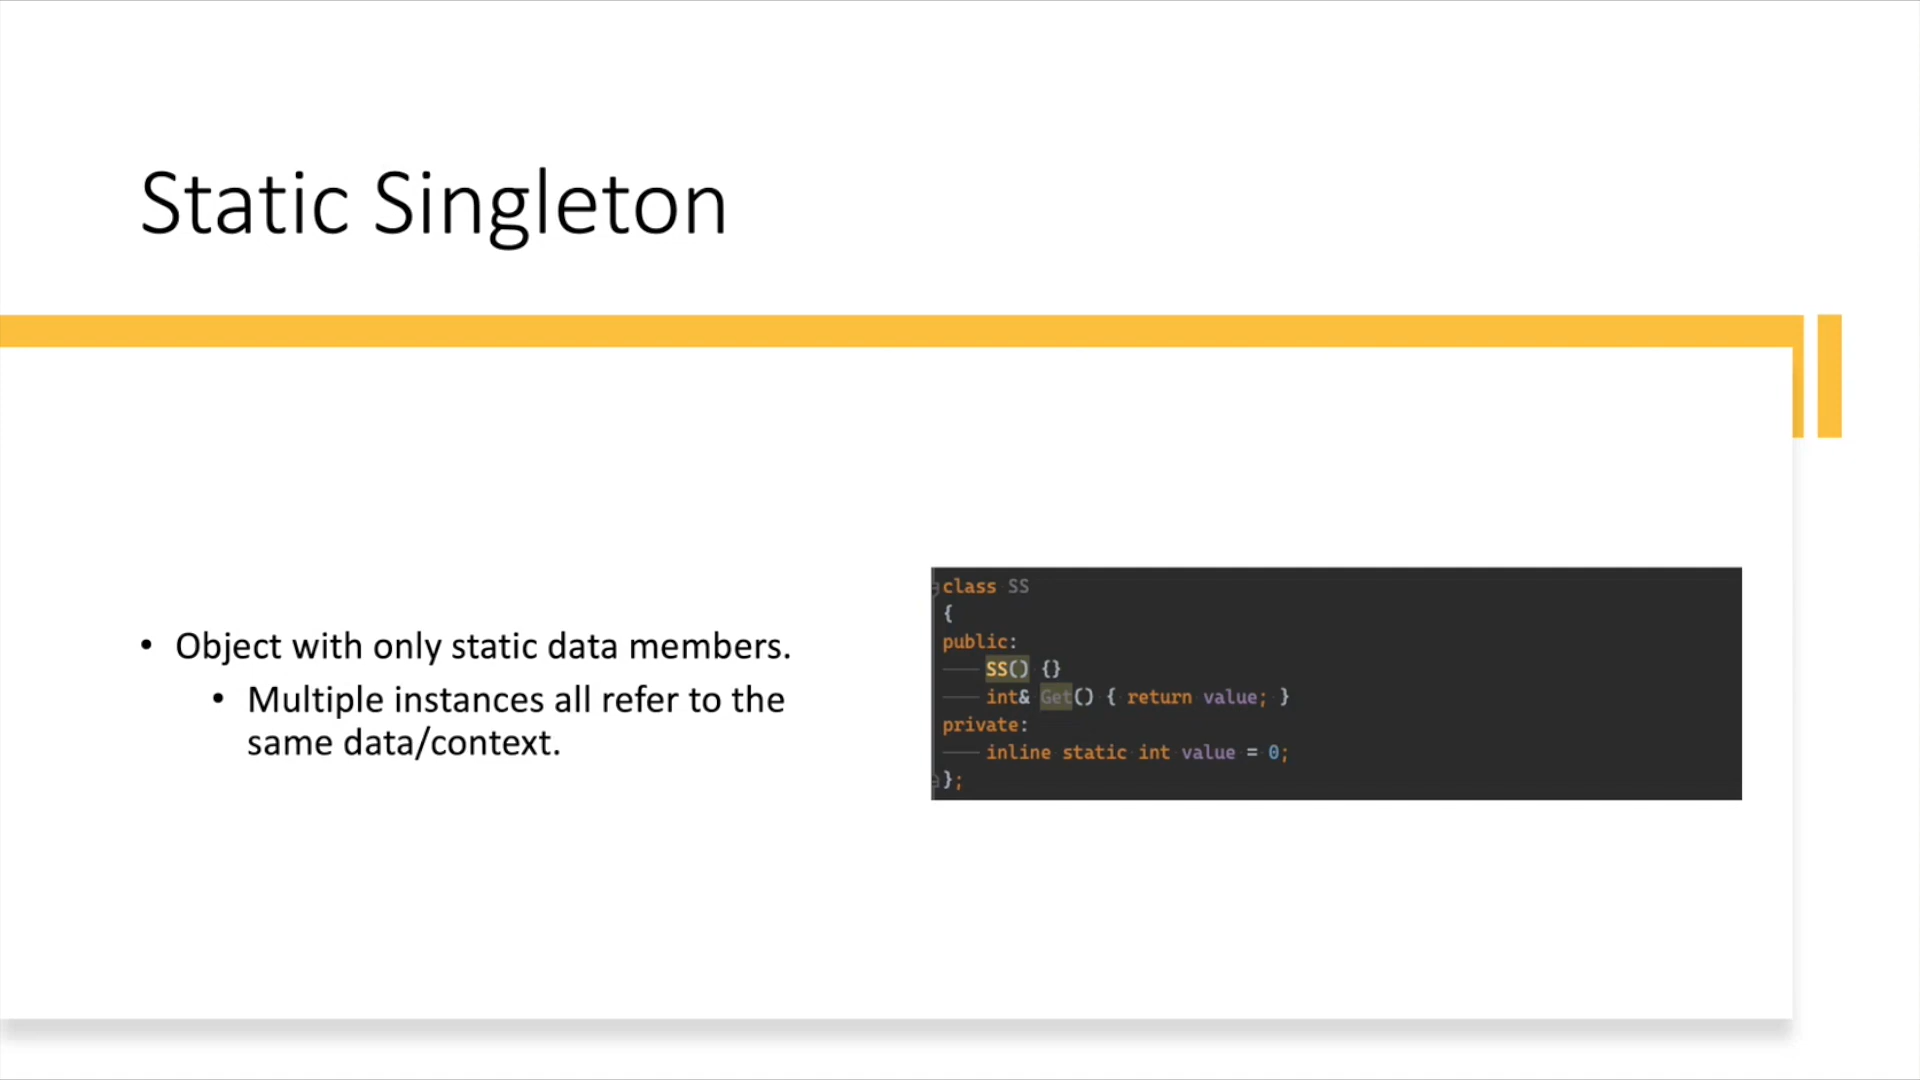 Static Singleton
• Object with only static data members.
• Multiple instances all refer to the
same data/context.
class SS
{
public:
SS() {}
int& Get() { return value; }
private:
inline static int value = 0;
};